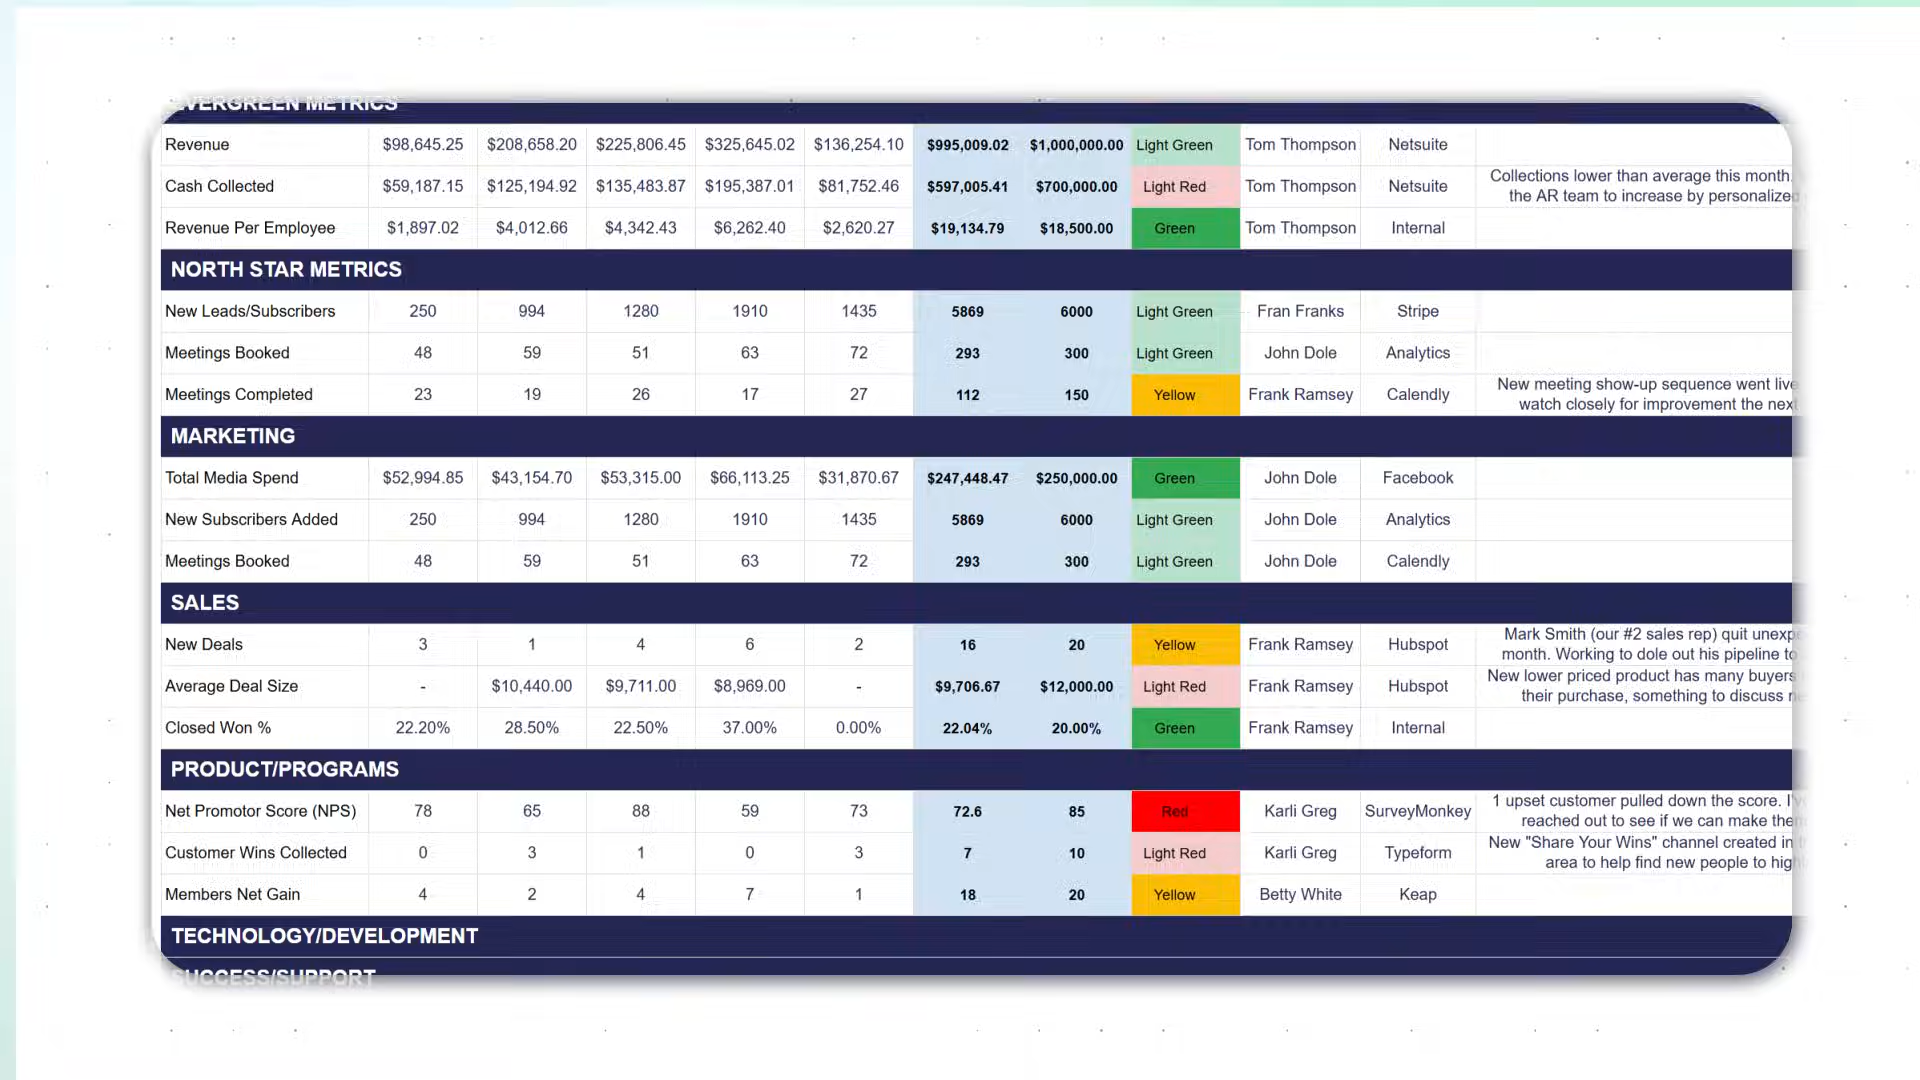 EVERGREEN METRICS
Revenue $98,645.25 $208,658.20 $225,806.45 $325,645.02 $136,254.10 $995,009.02 $1,000,000.00 Light Green Tom Thompson Netsuite
Cash Collected $59,187.15 $125,194.92 $135,483.87 $195,387.01 $81,752.46 $597,005.41 $700,000.00 Light Red Tom Thompson Netsuite Collections lower than average this month.
the AR team to increase by personalized
Revenue Per Employee $1,897.02 $4,012.66 $4,342.43 $6,262.40 $2,620.27 $19,134.79 $18,500.00 Green Tom Thompson Internal
NORTH STAR METRICS
New Leads/Subscribers 250 994 1280 1910 1435 5869 6000 Light Green Fran Franks Stripe
Meetings Booked 48 59 51 63 72 293 300 Light Green John Dole Analytics
Meetings Completed 23 19 26 17 27 112 150 Yellow Frank Ramsey Calendly New meeting show-up sequence went live
watch closely for improvement the next
MARKETING
Total Media Spend $52,994.85 $43,154.70 $53,315.00 $66,113.25 $31,870.67 $247,448.47 $250,000.00 Green John Dole Facebook
New Subscribers Added 250 994 1280 1910 1435 5869 6000 Light Green John Dole Analytics
Meetings Booked 48 59 51 63 72 293 300 Light Green John Dole Calendly
SALES
New Deals 3 1 4 6 2 16 20 Yellow Frank Ramsey Hubspot Mark Smith (our #2 sales rep) quit
month. Working to dole out his pipeline to
Average Deal Size - $10,440.00 $9,711.00 $8,969.00 - $9,706.67 $12,000.00 Light Red Frank Ramsey Hubspot New lower priced product has many buyers
their purchase, something to discuss
Closed Won % 22.20% 28.50% 22.50% 37.00% 0.00% 22.04% 20.00% Green Frank Ramsey Internal
PRODUCT/PROGRAMS
Net Promotor Score (NPS) 78 65 88 59 73 72.6 85 Red Karli Greg SurveyMonkey 1 upset customer pulled down the score.
reached out to see if we can make
Customer Wins Collected 0 3 1 0 3 7 10 Light Red Karli Greg Typeform New "Share Your Wins" channel created in
area to help find new people to
Members Net Gain 4 2 4 7 1 18 20 Yellow Betty White Keap
TECHNOLOGY/DEVELOPMENT
SUCCESS/SUPPORT